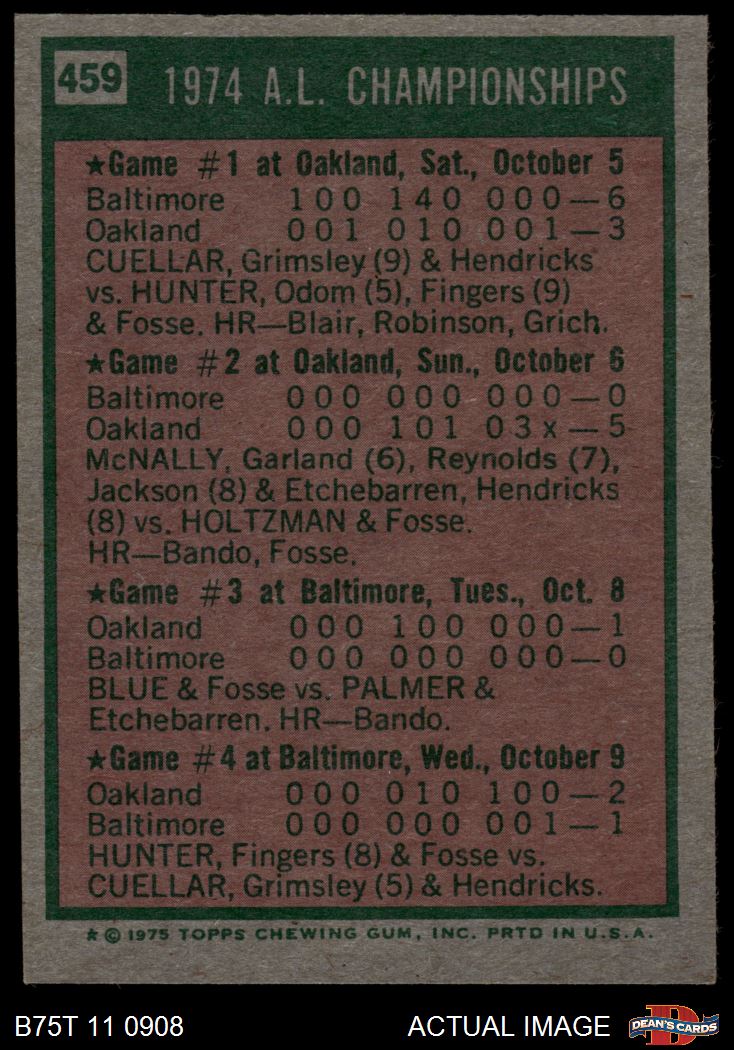 459 1974 A.L. CHAMPIONSHIPS
★Game #1 at Oakland, Sat., October 5
Baltimore 100 140 000—6
Oakland 001 010 001—3
CUELLAR, Grimsley (9) & Hendricks
vs. HUNTER, Odom (5), Fingers (9)
& Fosse. HR—Blair, Robinson, Grich.
★Game #2 at Oakland, Sun., October 6
Baltimore 000 000 000—0
Oakland 000 101 03x—5
McNALLY, Garland (6), Reynolds (7),
Jackson (8) & Etchebarren, Hendricks
(8) vs. HOLTZMAN & Fosse.
HR—Bando, Fosse.
★Game #3 at Baltimore, Tues., Oct. 8
Oakland 000 100 000—1
Baltimore 000 000 000—0
BLUE & Fosse vs. PALMER &
Etchebarren. HR—Bando.
★Game #4 at Baltimore, Wed., October 9
Oakland 000 010 100—2
Baltimore 000 000 001—1
HUNTER, Fingers (8) & Fosse vs.
CUELLAR, Grimsley (5) & Hendricks.
★ © 1975 TOPPS CHEWING GUM, INC. PRTD IN U.S.A.
B75T 11 0908 ACTUAL IMAGE DEAN'S CARDS